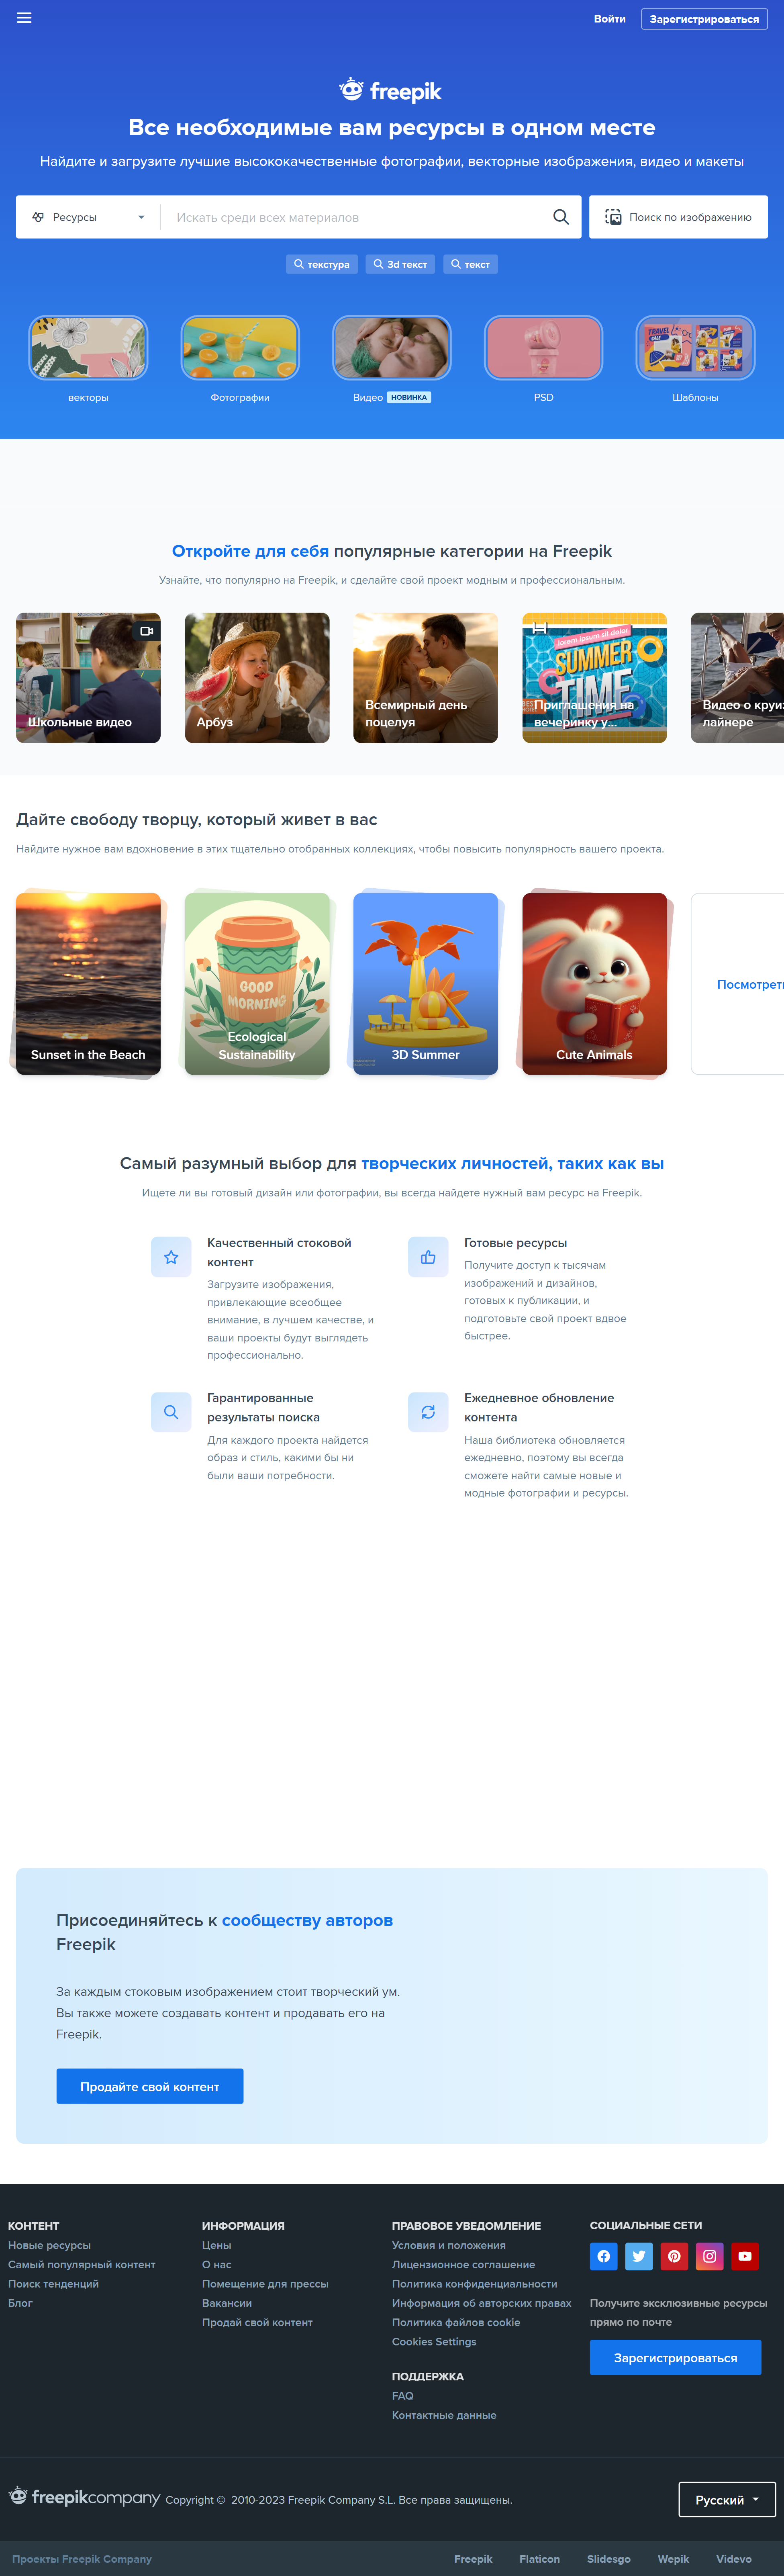 Войти
Зарегистрироваться
freepik
Все необходимые вам ресурсы в одном месте
Найдите и загрузите лучшие высококачественные фотографии, векторные изображения, видео и макеты
Ресурсы
Искать среди всех материалов
Поиск по изображению
текстура
3d текст
текст
TRAVEL
SALE
векторы
Фотографии
Видео НОВИНКА
PSD
Шаблоны
Откройте для себя популярные категории на Freepik
Узнайте, что популярно на Freepik, и сделайте свой проект модным и профессиональным.
Школьные видео
Арбуз
Всемирный день
поцелуя
lorem ipsum sit dolor
SUMMER
TIME
Приглашения на
вечеринку у...
Видео о круиз
лайнере
Дайте свободу творцу, который живет в вас
Найдите нужное вам вдохновение в этих тщательно отобранных коллекциях, чтобы повысить популярность вашего проекта.
Sunset in the Beach
GOOD
MORNING
Ecological
Sustainability
3D Summer
Cute Animals
Посмотреть
Самый разумный выбор для творческих личностей, таких как вы
Ищете ли вы готовый дизайн или фотографии, вы всегда найдете нужный вам ресурс на Freepik.
Качественный стоковой
контент
Загрузите изображения,
привлекающие всеобщее
внимание, в лучшем качестве, и
ваши проекты будут выглядеть
профессионально.
Готовые ресурсы
Получите доступ к тысячам
изображений и дизайнов,
готовых к публикации, и
подготовьте свой проект вдвое
быстрее.
Гарантированные
результаты поиска
Для каждого проекта найдется
образ и стиль, какими бы ни
были ваши потребности.
Ежедневное обновление
контента
Наша библиотека обновляется
ежедневно, поэтому вы всегда
сможете найти самые новые и
модные фотографии и ресурсы.
Присоединяйтесь к сообществу авторов
Freepik
За каждым стоковым изображением стоит творческий ум.
Вы также можете создавать контент и продавать его на
Freepik.
Продайте свой контент
КОНТЕНТ
Новые ресурсы
Самый популярный контент
Поиск тенденций
Блог
ИНФОРМАЦИЯ
Цены
О нас
Помещение для прессы
Вакансии
Продай свой контент
ПРАВОВОЕ УВЕДОМЛЕНИЕ
Условия и положения
Лицензионное соглашение
Политика конфиденциальности
Информация об авторских правах
Политика файлов cookie
Cookies Settings
ПОДДЕРЖКА
FAQ
Контактные данные
СОЦИАЛЬНЫЕ СЕТИ
Получите эксклюзивные ресурсы
прямо по почте
Зарегистрироваться
freepikcompany Copyright © 2010-2023 Freepik Company S.L. Все права защищены.
Русский
Проекты Freepik Company
Freepik
Flaticon
Slidesgo
Wepik
Videvo